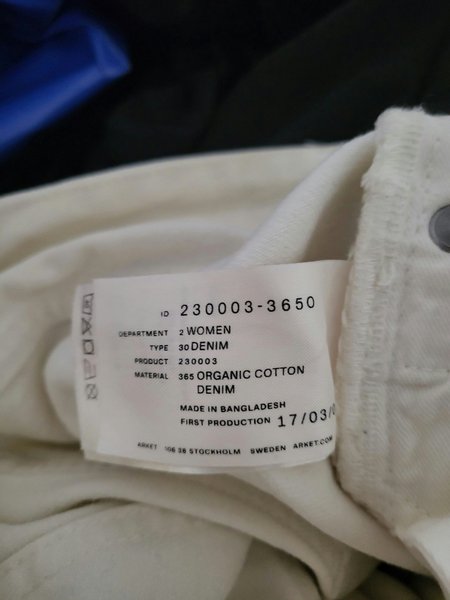 ID 230003-3650
DEPARTMENT 2 WOMEN
TYPE 30 DENIM
PRODUCT 230003
MATERIAL 365 ORGANIC COTTON
DENIM
MADE IN BANGLADESH
FIRST PRODUCTION 17/03/
ARKET 106 38 STOCKHOLM SWEDEN ARKET.COM